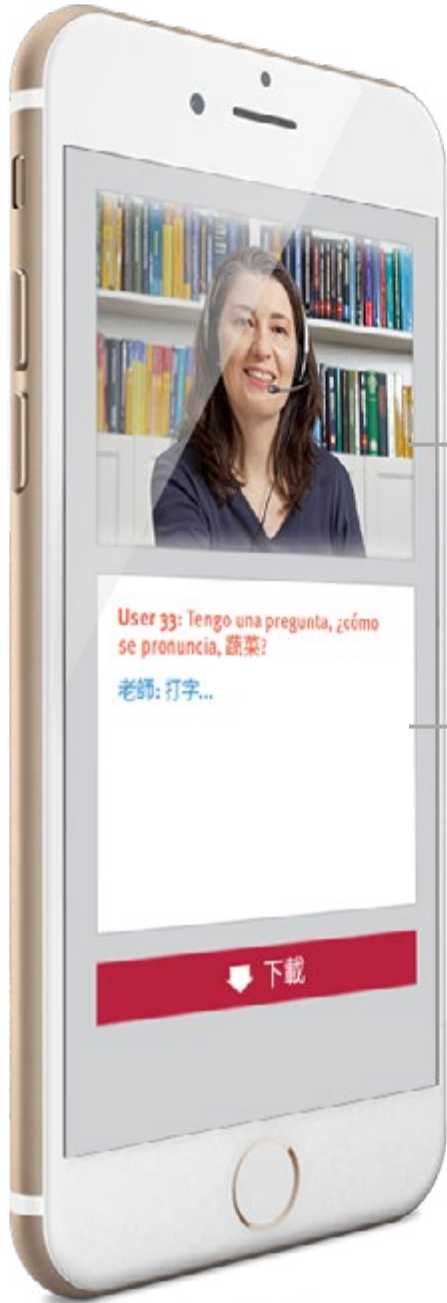 User 33: Tengo una pregunta, ¿cómo
se pronuncia, 蔬菜?
老師: 打字...
下載